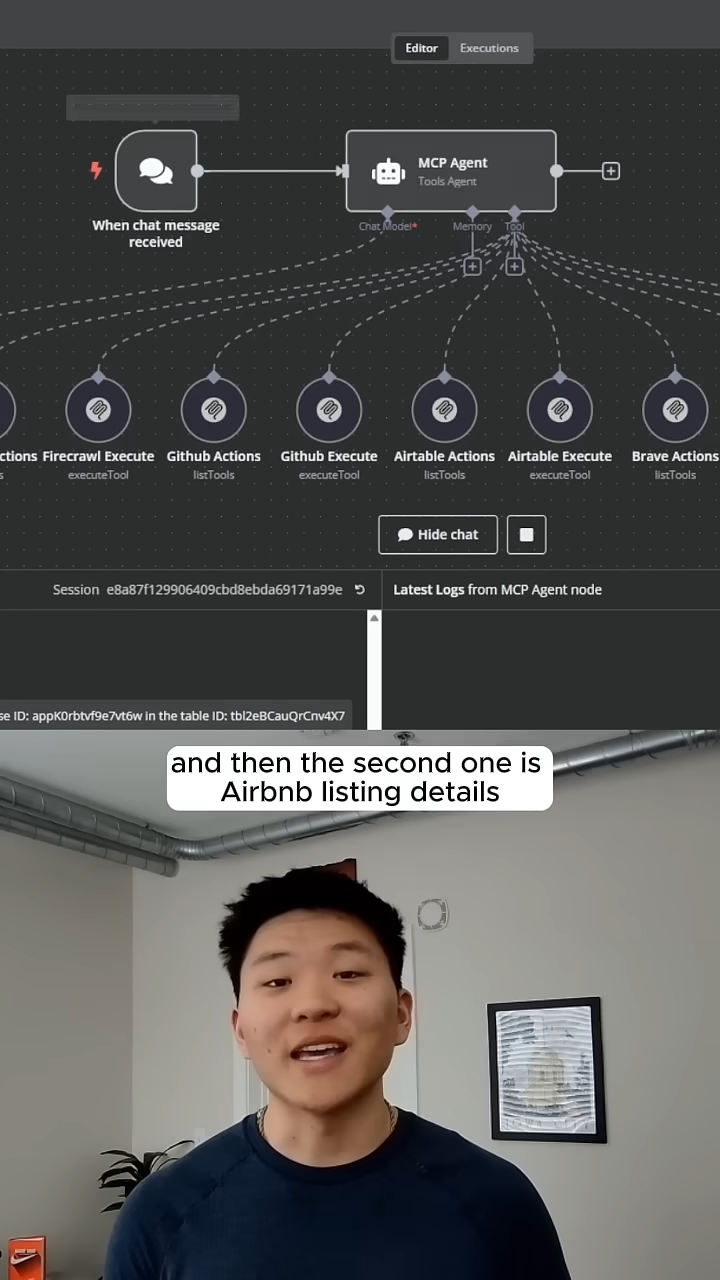 Editor Executions
MCP Agent
Tools Agent
When chat message
received
Chat Model*
Memory
Tool
ctions
s
Firecrawl Execute
executeTool
Github Actions
listTools
Github Execute
executeTool
Airtable Actions
listTools
Airtable Execute
executeTool
Brave Actions
listTools
Hide chat
Session e8a87f129906409cbd8ebda69171a99e
Latest Logs from MCP Agent node
se ID: appK0rbtvf9e7vt6w in the table ID: tbl2eBCauQrCnv4X7
and then the second one is
Airbnb listing details